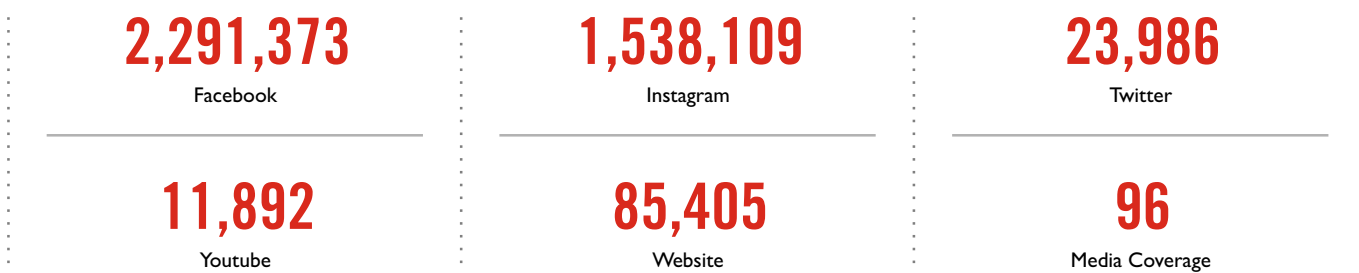 2,291,373
Facebook
1,538,109
Instagram
23,986
Twitter
11,892
Youtube
85,405
Website
96
Media Coverage